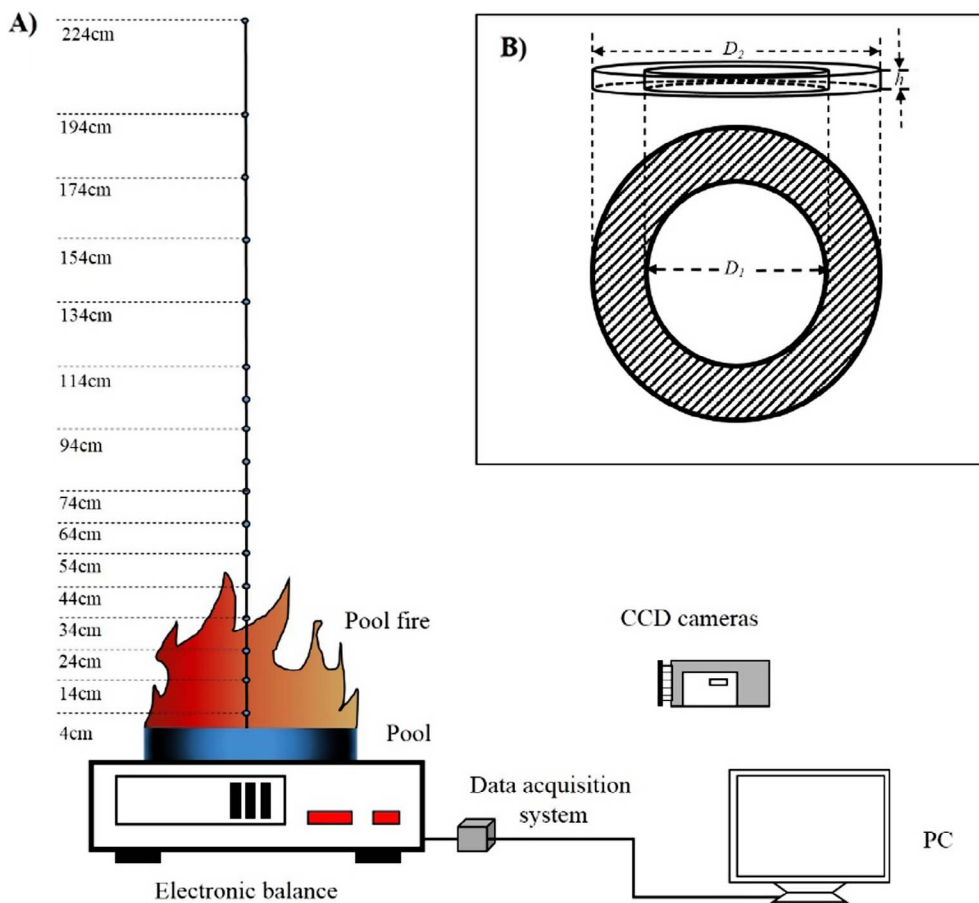 A)
224cm
194cm
174cm
154cm
134cm
114cm
94cm
74cm
64cm
54cm
44cm
34cm
24cm
14cm
4cm
Pool fire
Pool
Electronic balance
Data acquisition
system
CCD cameras
PC
B)
D₂
h
D₁